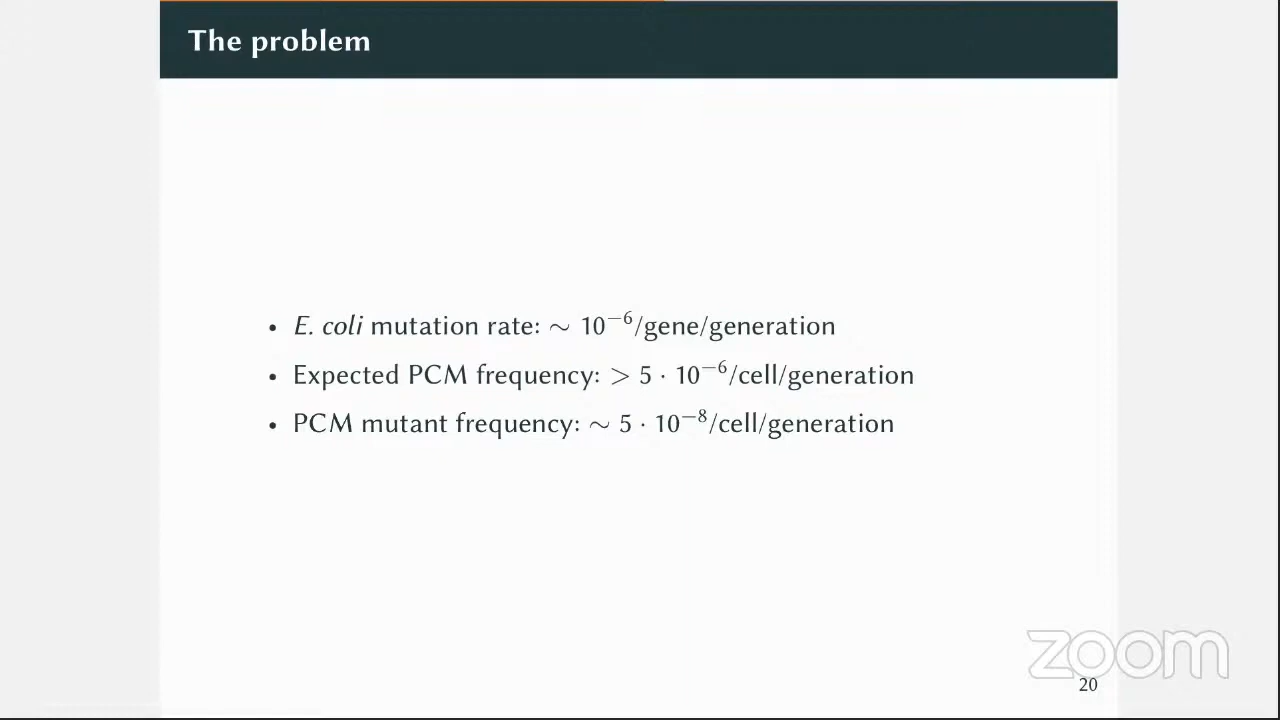 The problem
• E. coli mutation rate: ∼ 10⁻⁶/gene/generation
• Expected PCM frequency: > 5 · 10⁻⁶/cell/generation
• PCM mutant frequency: ∼ 5 · 10⁻⁸/cell/generation
zoom
20